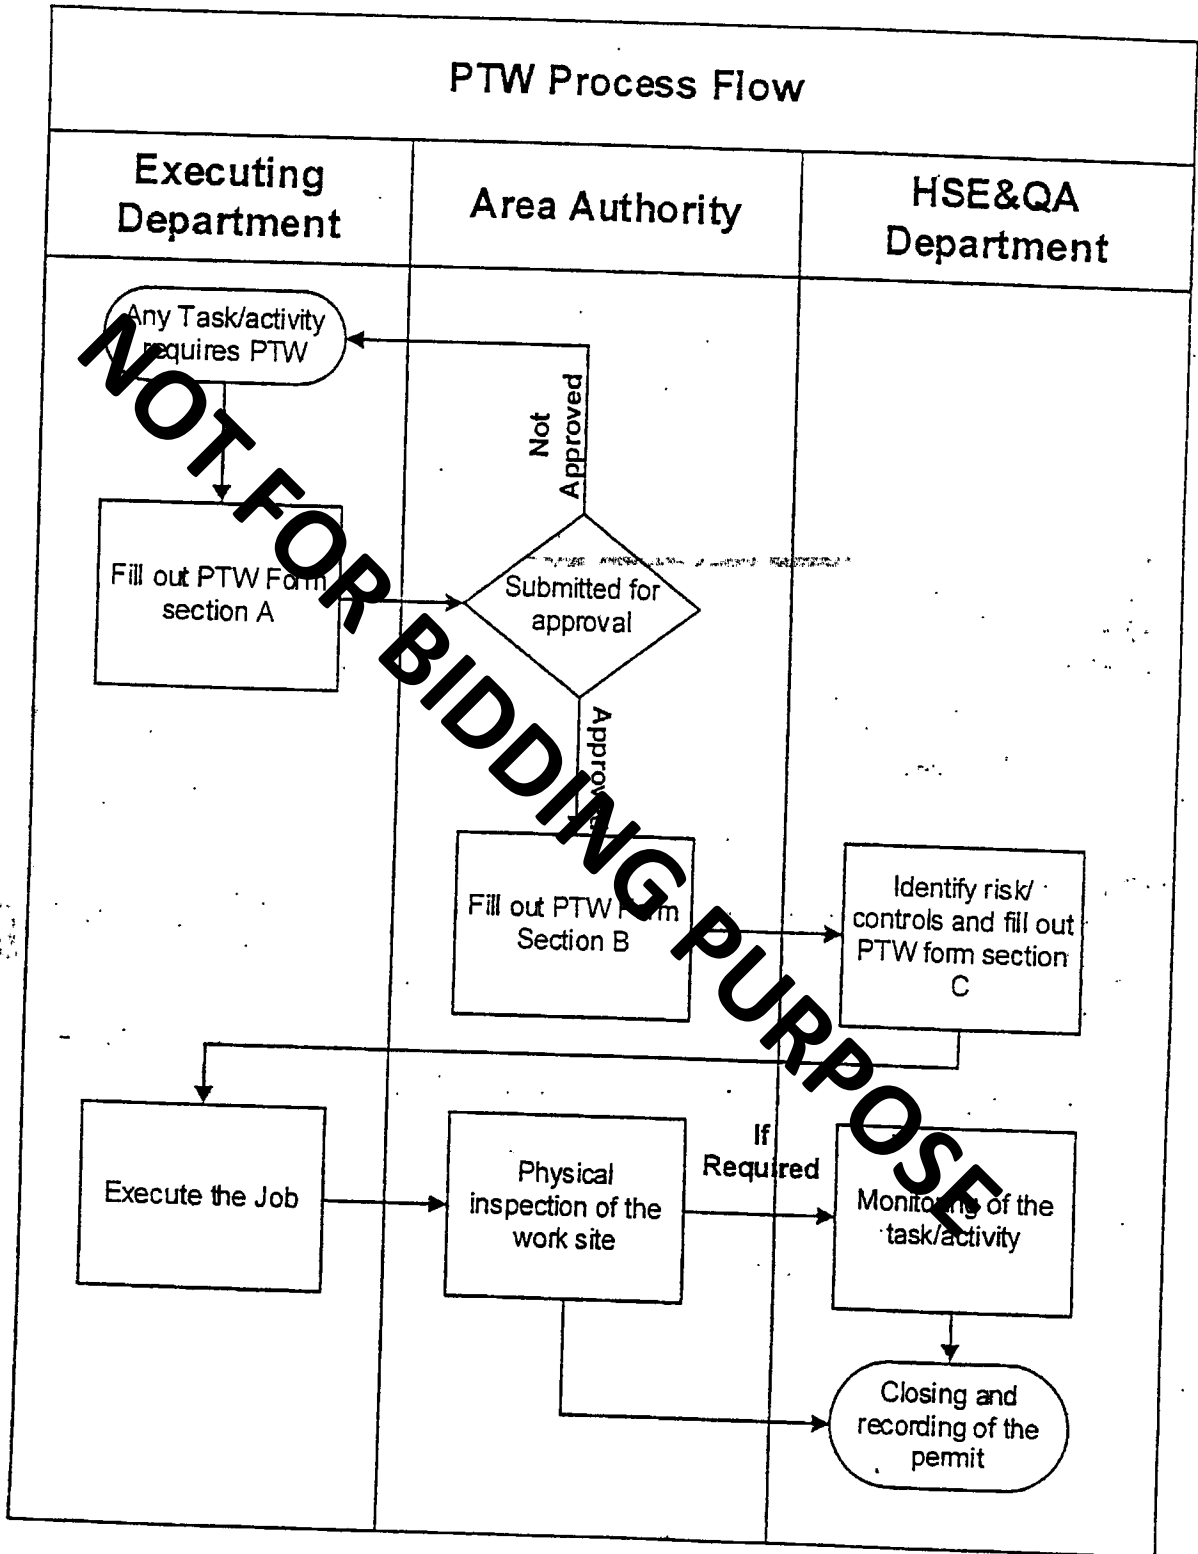 PTW Process Flow
Executing
Department
Area Authority
HSE&QA
Department
Any Task/activity
requires PTW
Not
Approved
Fill out PTW Form
section A
Submitted for
approval
Approved
Fill out PTW Form
Section B
Identify risk/
controls and fill out
PTW form section
C
Execute the Job
Physical
inspection of the
work site
If
Required
Monitoring of the
task/activity
Closing and
recording of the
permit
NOT FOR BIDDING PURPOSE